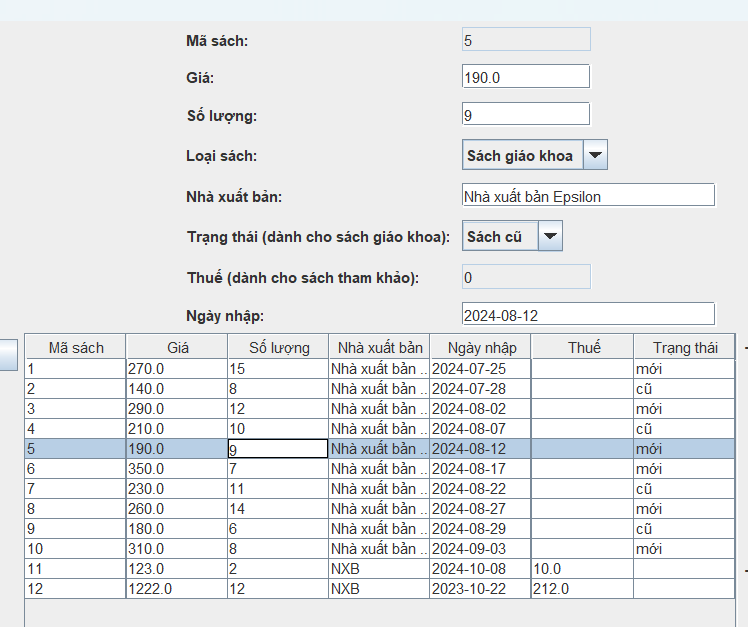 Mã sách: 5
Giá: 190.0
Số lượng: 9
Loại sách: Sách giáo khoa
Nhà xuất bản: Nhà xuất bản Epsilon
Trạng thái (dành cho sách giáo khoa): Sách cũ
Thuế (dành cho sách tham khảo): 0
Ngày nhập: 2024-08-12
Mã sách Giá Số lượng Nhà xuất bản Ngày nhập Thuế Trạng thái
1 270.0 15 Nhà xuất bản ... 2024-07-25 mới
2 140.0 8 Nhà xuất bản ... 2024-07-28 cũ
3 290.0 12 Nhà xuất bản ... 2024-08-02 mới
4 210.0 10 Nhà xuất bản ... 2024-08-07 cũ
5 190.0 9 Nhà xuất bản ... 2024-08-12 mới
6 350.0 7 Nhà xuất bản ... 2024-08-17 mới
7 230.0 11 Nhà xuất bản ... 2024-08-22 cũ
8 260.0 14 Nhà xuất bản ... 2024-08-27 mới
9 180.0 6 Nhà xuất bản ... 2024-08-29 cũ
10 310.0 8 Nhà xuất bản ... 2024-09-03 mới
11 123.0 2 NXB 2024-10-08 10.0
12 1222.0 12 NXB 2023-10-22 212.0